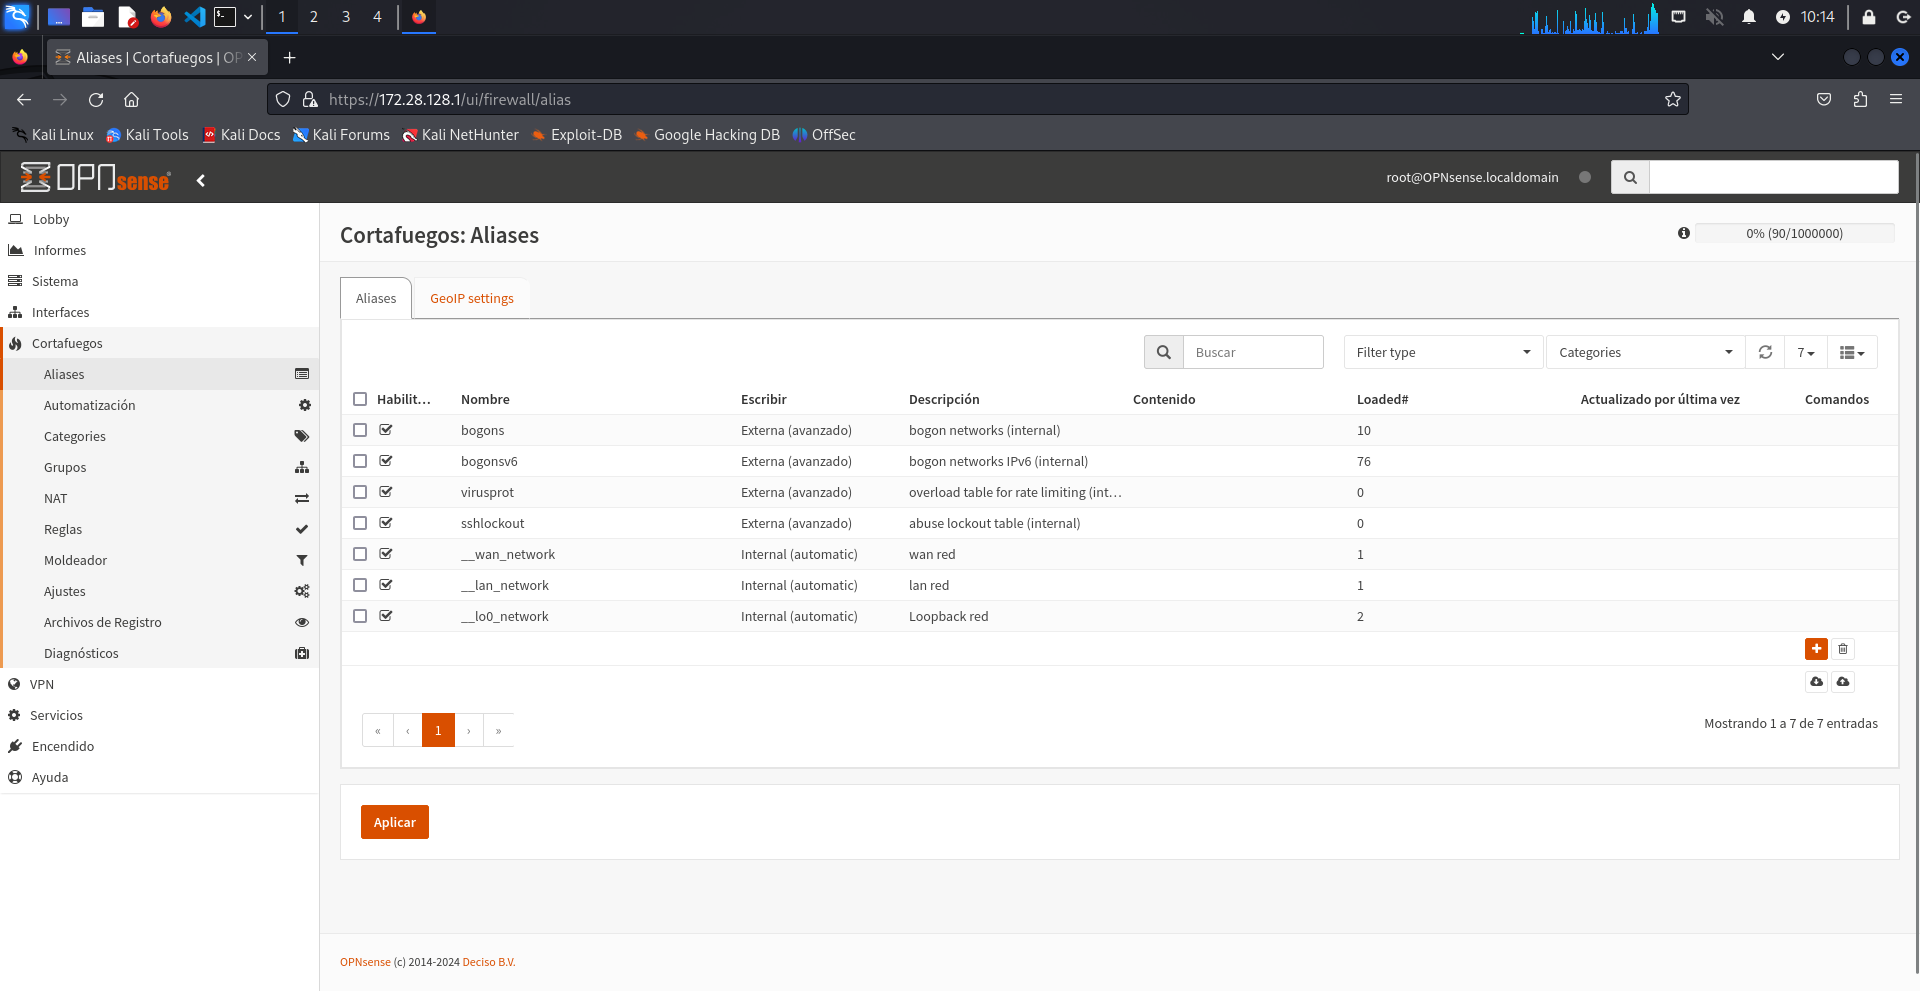 1 2 3 4
10:14
Aliases | Cortafuegos | OP
https://172.28.128.1/ui/firewall/alias
Kali Linux Kali Tools Kali Docs Kali Forums Kali NetHunter Exploit-DB Google Hacking DB OffSec
OPNsense
root@OPNsense.localdomain
Lobby
Informes
Sistema
Interfaces
Cortafuegos
Aliases
Automatización
Categories
Grupos
NAT
Reglas
Moldeador
Ajustes
Archivos de Registro
Diagnósticos
VPN
Servicios
Encendido
Ayuda
Cortafuegos: Aliases
0% (90/1000000)
Aliases GeoIP settings
Buscar Filter type Categories 7
Habilit… Nombre Escribir Descripción Contenido Loaded# Actualizado por última vez Comandos
bogons Externa (avanzado) bogon networks (internal) 10
bogonsv6 Externa (avanzado) bogon networks IPv6 (internal) 76
virusprot Externa (avanzado) overload table for rate limiting (int… 0
sshlockout Externa (avanzado) abuse lockout table (internal) 0
__wan_network Internal (automatic) wan red 1
__lan_network Internal (automatic) lan red 1
__lo0_network Internal (automatic) Loopback red 2
« ‹ 1 › »
Mostrando 1 a 7 de 7 entradas
Aplicar
OPNsense (c) 2014-2024 Deciso B.V.